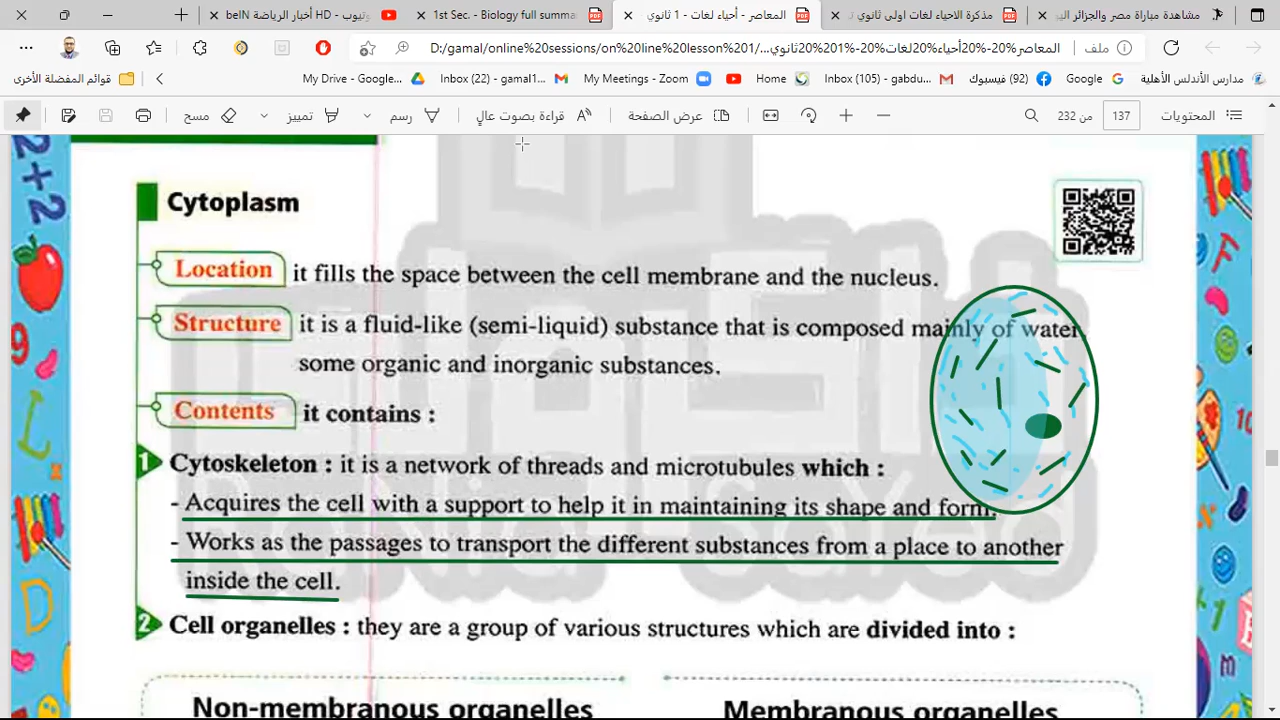 وتيوب - HD أخبار الرياضة beIN
1st Sec. - Biology full summa
المعاصر - أحياء لغات - 1 ثانوي
مذكرة الاحياء لغات اولى ثانوي
مشاهدة مباراة مصر والجزائر الي
D:/gamal/online%20sessions/on%20line%20lesson%201/...المعاصر%20-%20أحياء%20لغات%20-%201%20ثانوي
ملف
قوائم المفضلة الأخرى
My Drive - Google...
Inbox (22) - gamal1...
My Meetings - Zoom
Home
Inbox (105) - gabdu...
(92) فيسبوك
Google
مدارس الأندلس الأهلية
مسح
تمييز
رسم
قراءة بصوت عالٍ
عرض الصفحة
من 232
137
المحتويات
Cytoplasm
Location it fills the space between the cell membrane and the nucleus.
Structure it is a fluid-like (semi-liquid) substance that is composed mainly of water,
some organic and inorganic substances.
Contents it contains :
1 Cytoskeleton : it is a network of threads and microtubules which :
- Acquires the cell with a support to help it in maintaining its shape and form.
- Works as the passages to transport the different substances from a place to another
inside the cell.
2 Cell organelles : they are a group of various structures which are divided into :
Non-membranous organelles
Membranous organelles